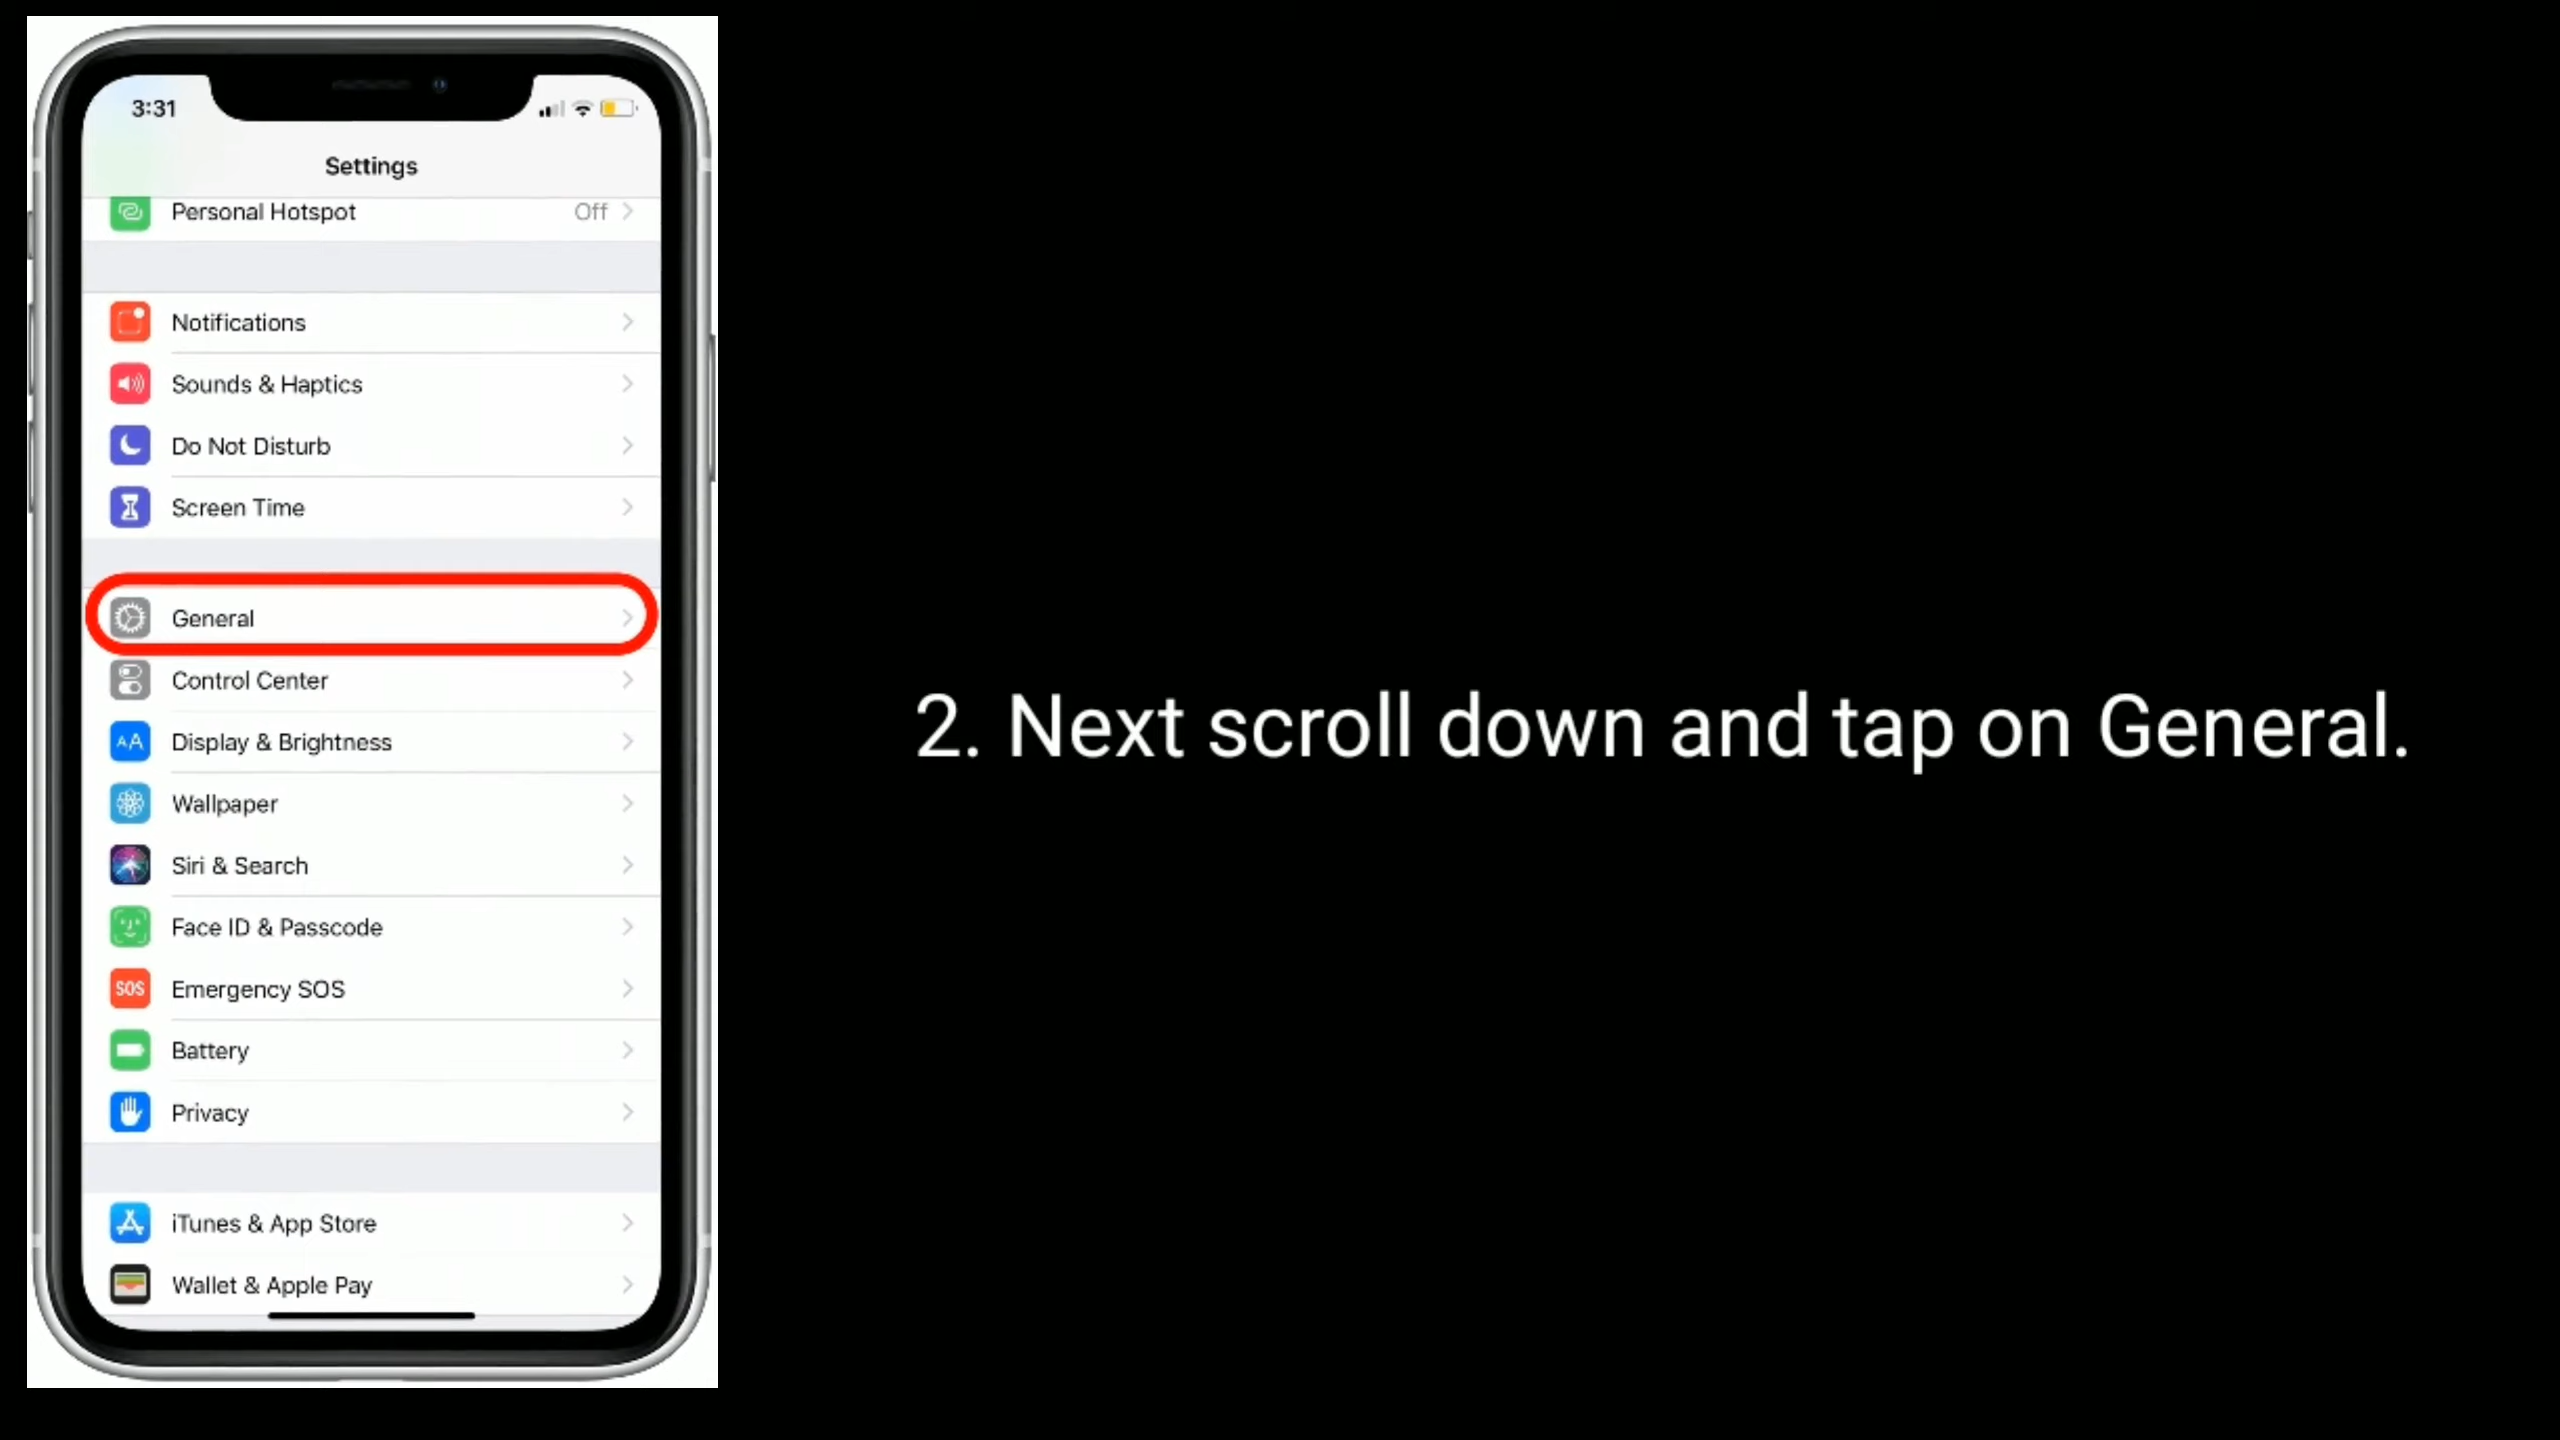 3:31
Settings
Personal Hotspot Off
Notifications
Sounds & Haptics
Do Not Disturb
Screen Time
General
Control Center
AA Display & Brightness
Wallpaper
Siri & Search
Face ID & Passcode
SOS Emergency SOS
Battery
Privacy
iTunes & App Store
Wallet & Apple Pay
2. Next scroll down and tap on General.